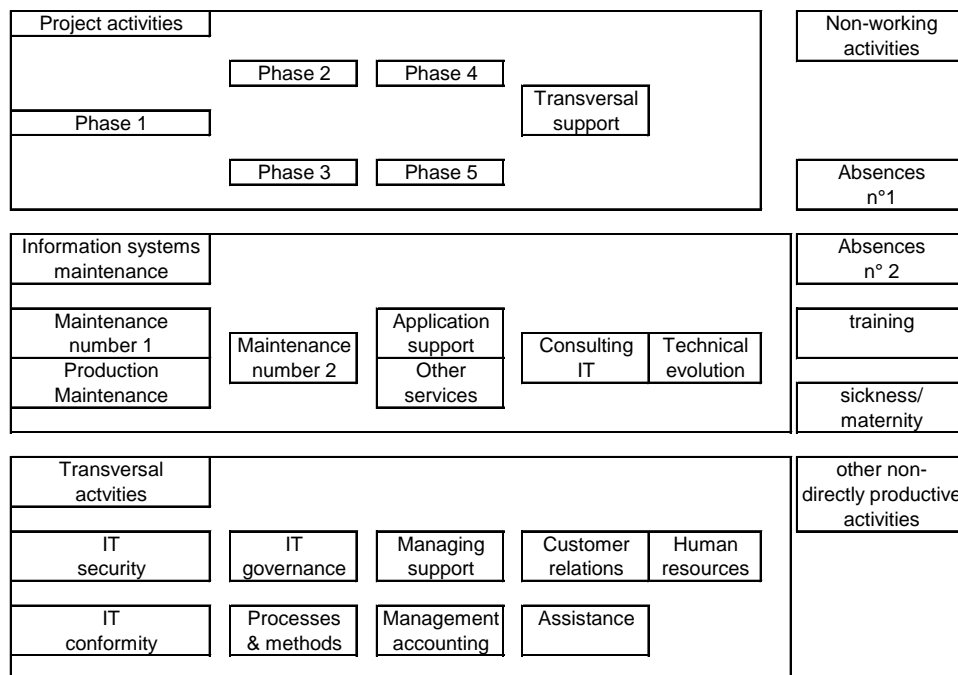 Project activities
Non-working
activities
Phase 2
Phase 4
Transversal
support
Phase 1
Phase 3
Phase 5
Absences
n°1
Information systems
maintenance
Absences
n° 2
Maintenance
number 1
Application
support
training
Maintenance
number 2
Consulting
IT
Technical
evolution
Production
Maintenance
Other
services
sickness/
maternity
Transversal
actvities
other non-
directly productive
activities
IT
security
IT
governance
Managing
support
Customer
relations
Human
resources
IT
conformity
Processes
& methods
Management
accounting
Assistance